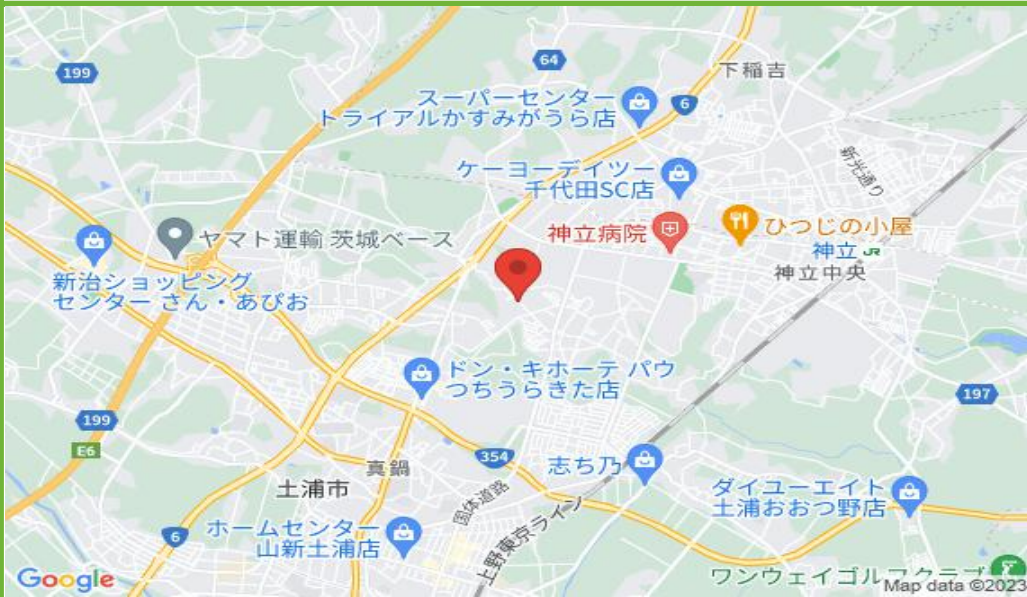 64
199
下稲吉
スーパーセンター
トライアルかすみがうら店
6
ケーヨーデイツー
千代田SC店
新光通り
神立病院
ひつじの小屋
神立 JR
神立中央
ヤマト運輸 茨城ベース
新治ショッピング
センター さん・あぴお
ドン・キホーテ パウ
つちうらきた店
197
199
E6
真鍋
354
志ち乃
土浦市
国体道路
ダイユーエイト
土浦おおつ野店
6
ホームセンター
山新土浦店
上野東京ライン
ワンウェイゴルフクラブ
Google
Map data ©2023